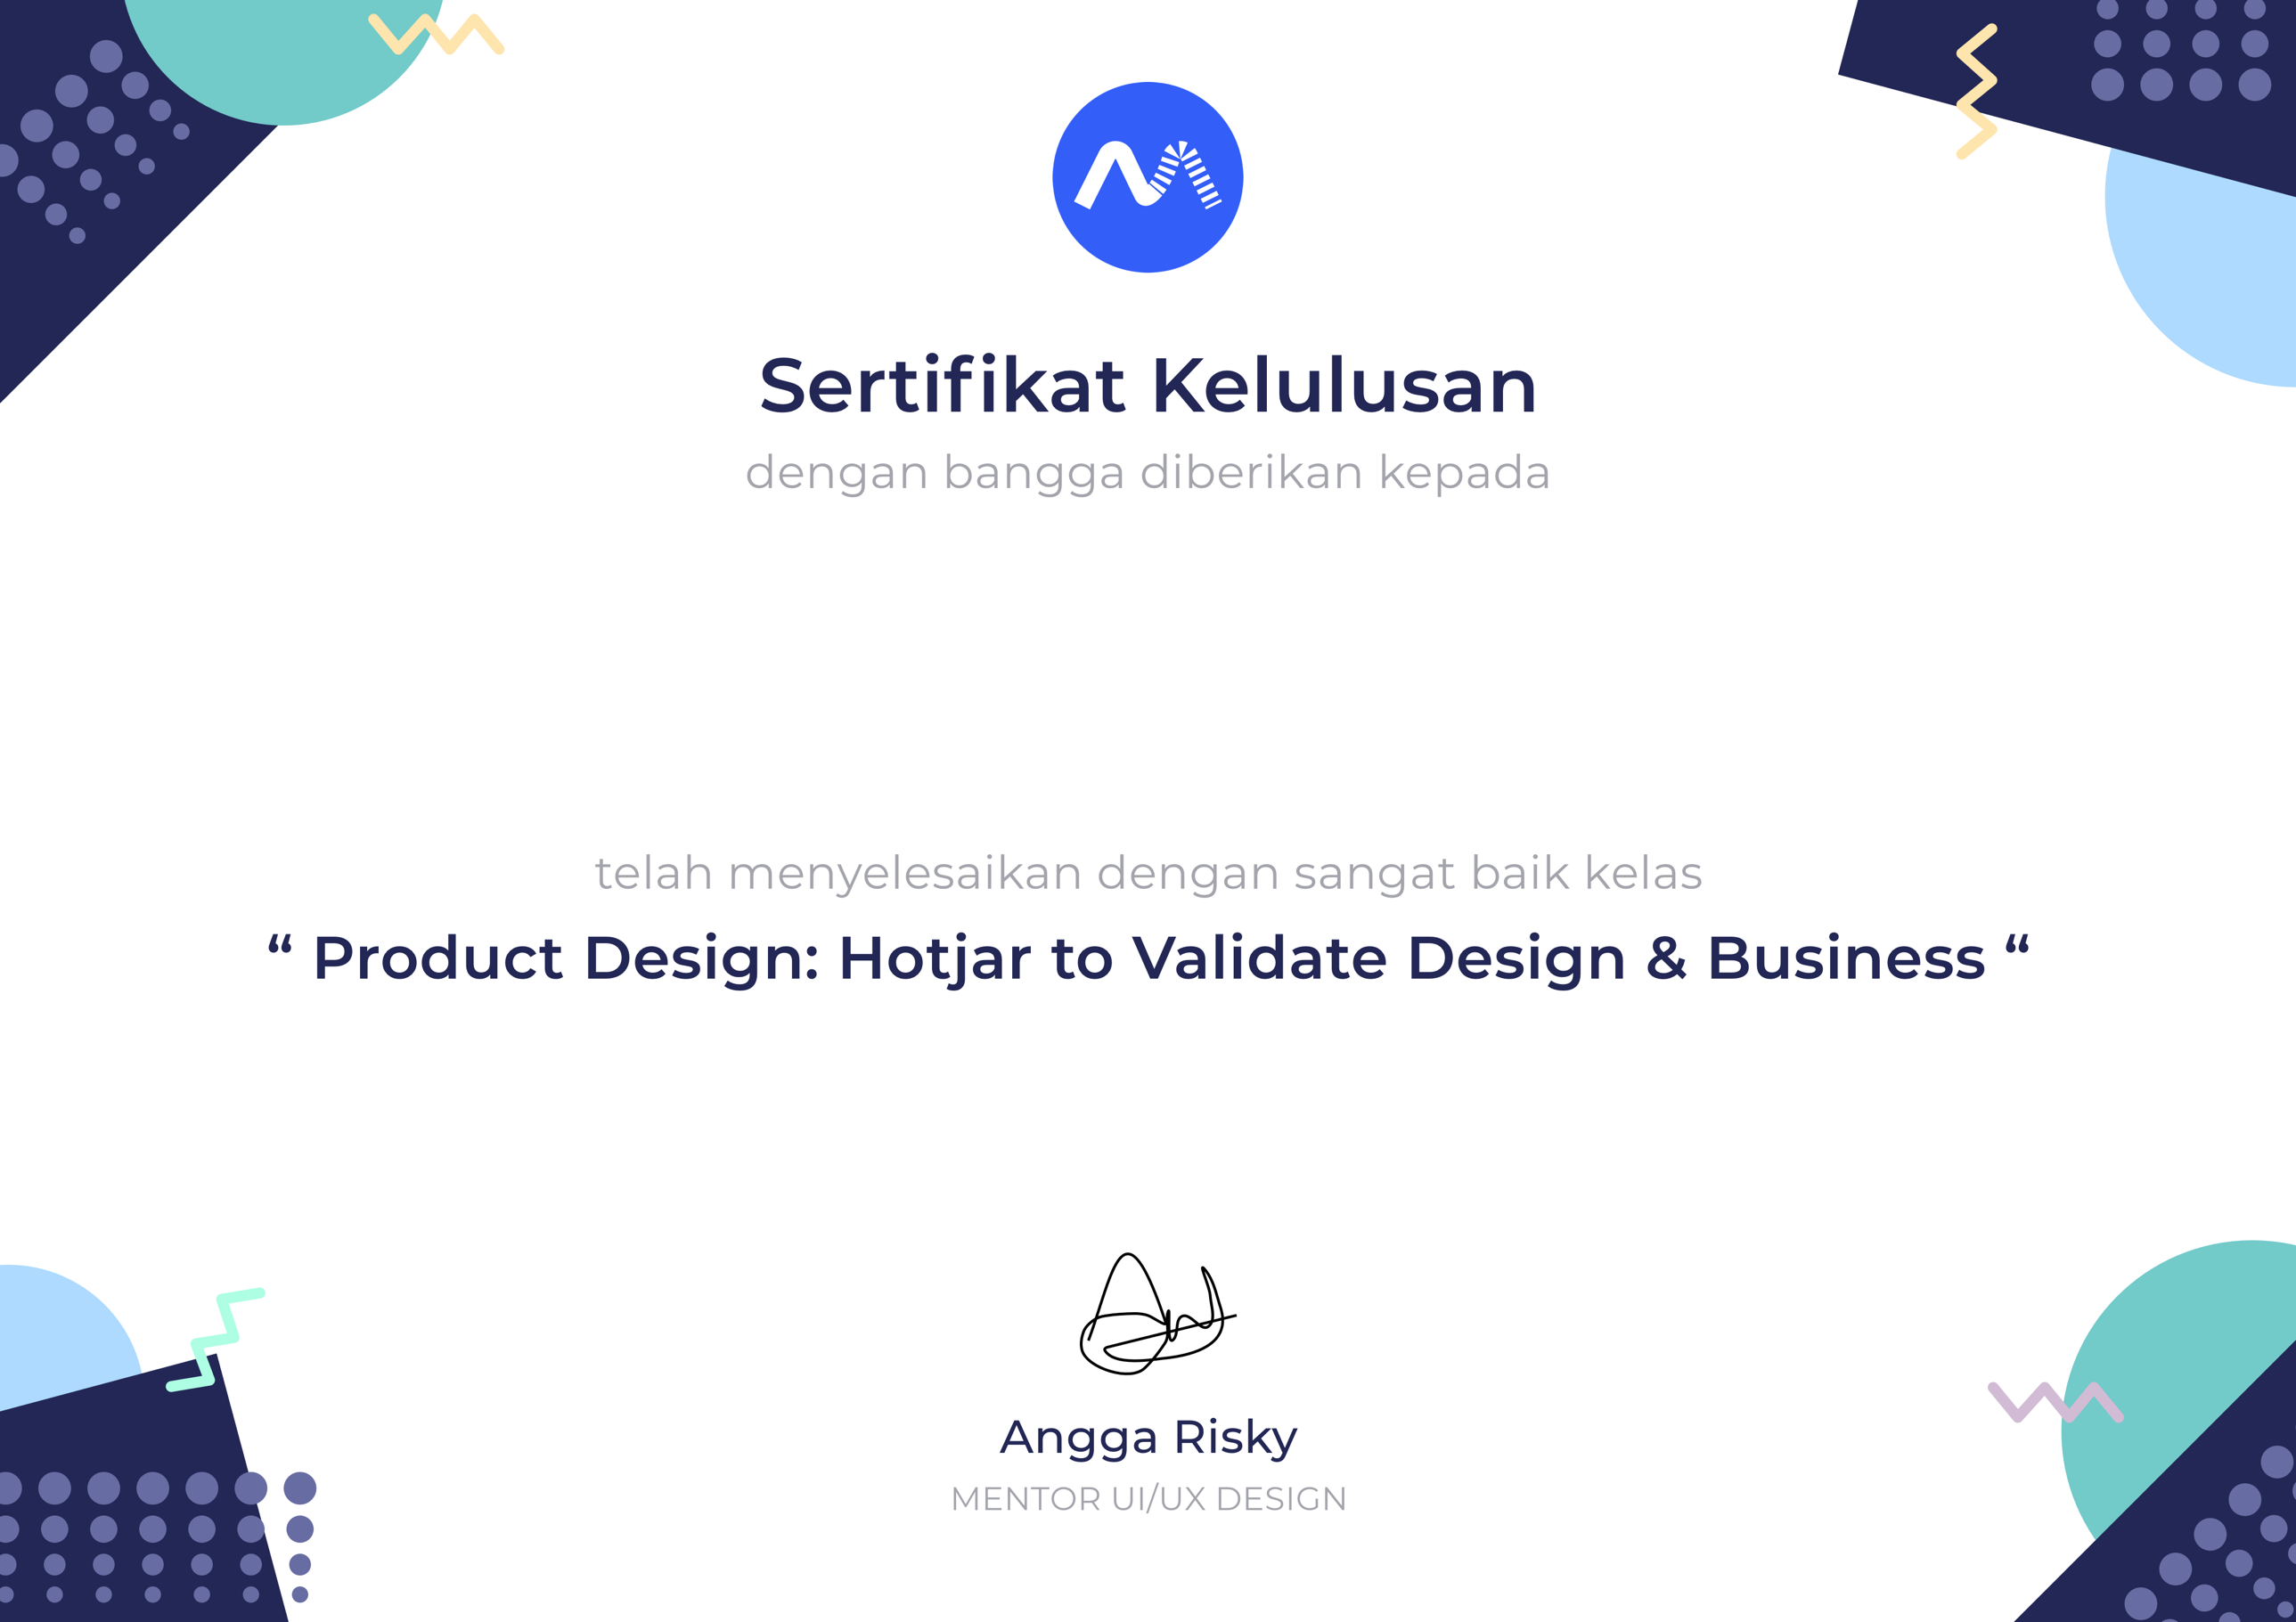 Sertifikat Kelulusan
dengan bangga diberikan kepada
telah menyelesaikan dengan sangat baik kelas
“ Product Design: Hotjar to Validate Design & Business “
Angga Risky
MENTOR UI/UX DESIGN